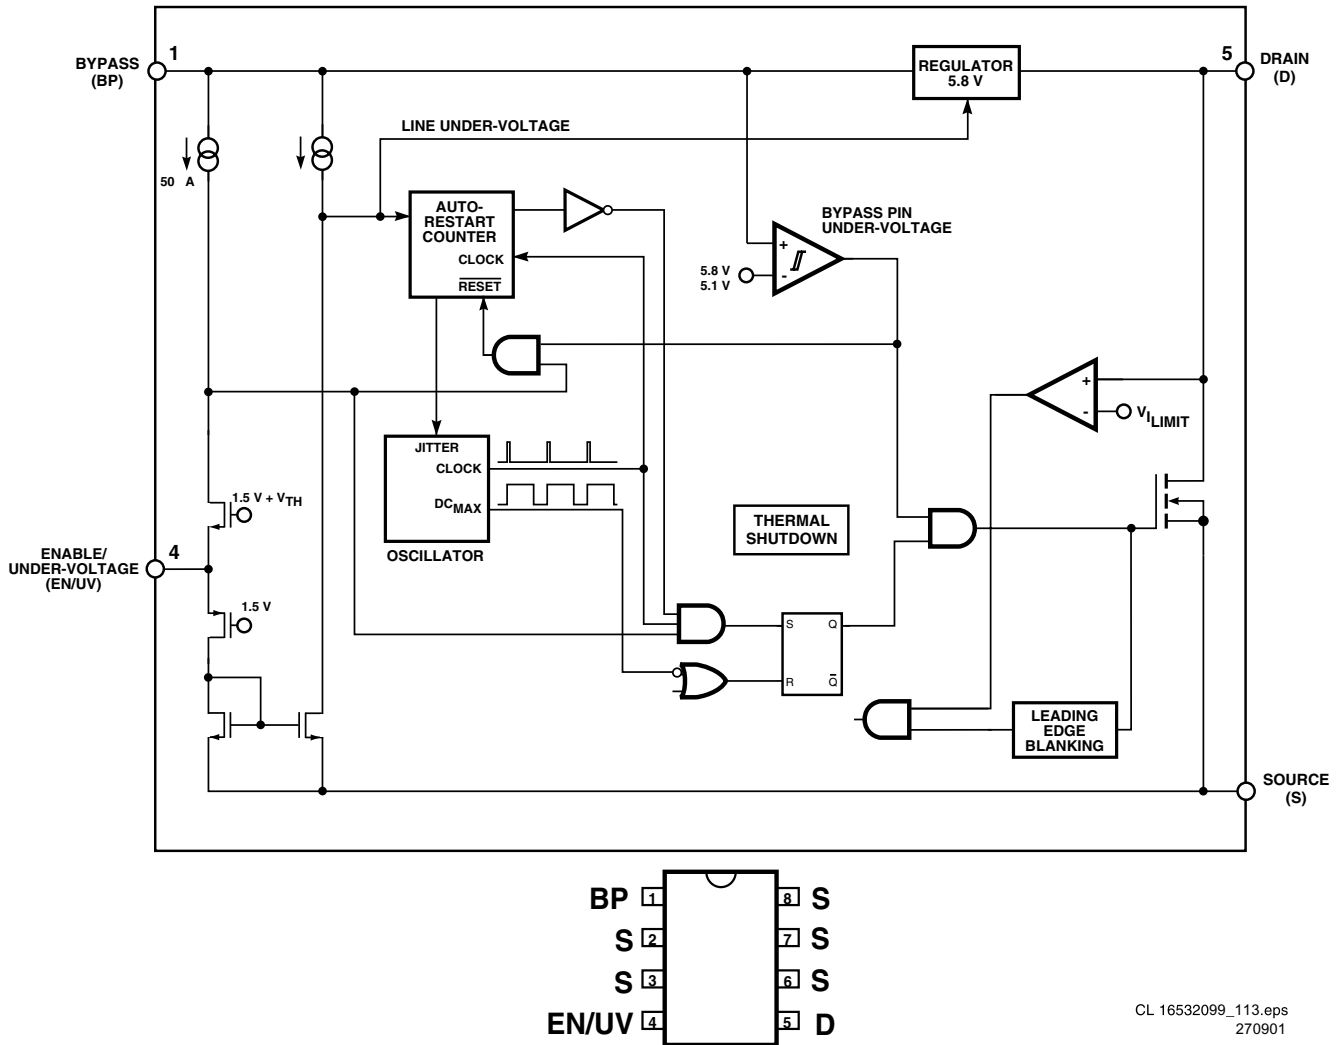 1
BYPASS
(BP)
5
DRAIN
(D)
REGULATOR
5.8 V
LINE UNDER-VOLTAGE
50 A
AUTO-
RESTART
COUNTER
CLOCK
RESET
BYPASS PIN
UNDER-VOLTAGE
+
-
5.8 V
5.1 V
+
-
VILIMIT
JITTER
CLOCK
DCMAX
OSCILLATOR
1.5 V + VTH
THERMAL
SHUTDOWN
4
ENABLE/
UNDER-VOLTAGE
(EN/UV)
1.5 V
S Q
R Q̅
LEADING
EDGE
BLANKING
SOURCE
(S)
BP 1 8 S
S 2 7 S
S 3 6 S
EN/UV 4 5 D
CL 16532099_113.eps
270901